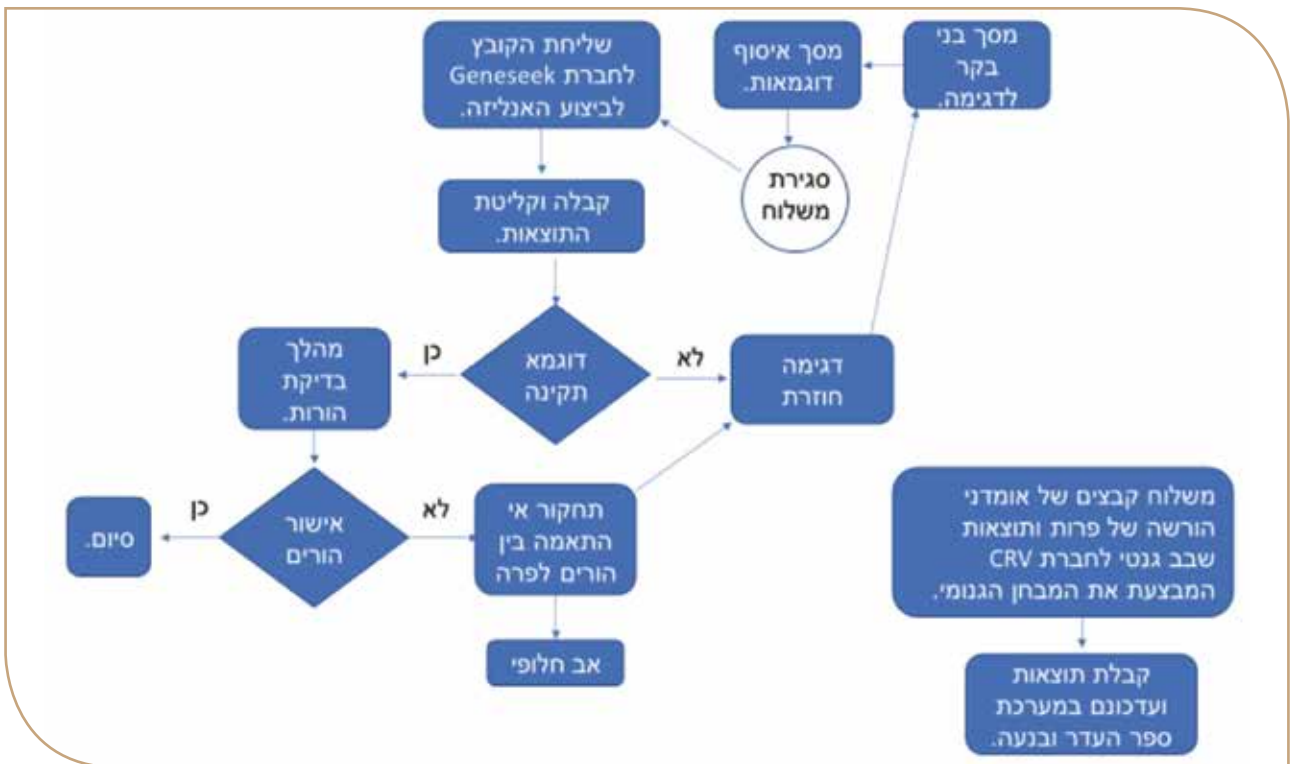 מסך בני
בקר
לדגימה.
מסך איסוף
דוגמאות.
סגירת
משלוח
שליחת הקובץ
לחברת Geneseek
לביצוע האנליזה.
קבלה וקליטת
התוצאות.
דוגמא
תקינה
לא
דגימה
חוזרת
כן
מהלך
בדיקת
הורות.
אישור
הורים
כן
סיום.
לא
תחקור אי
התאמה בין
הורים לפרה
אב חלופי
משלוח קבצים של אומדני
הורשה של פרות ותוצאות
שבב גנטי לחברת CRV
המבצעת את המבחן הגנומי.
קבלת תוצאות
ועדכונם במערכת
ספר העדר ובנעה.